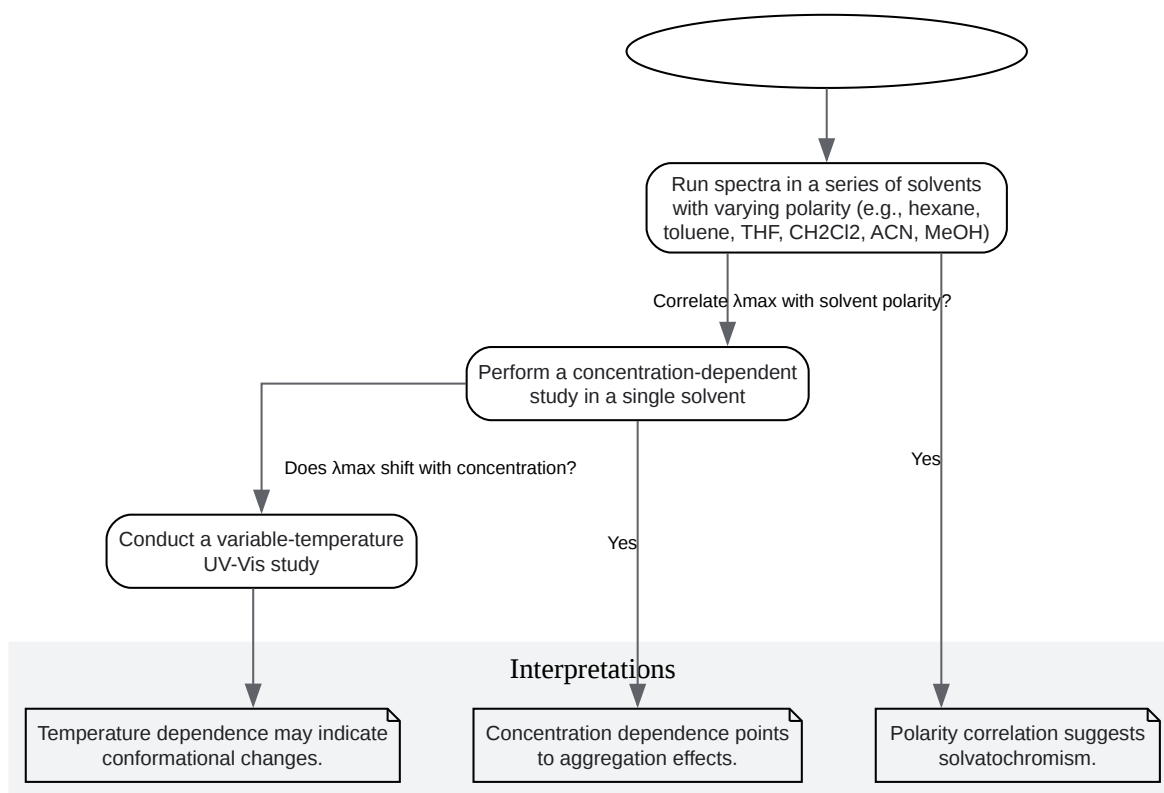 Run spectra in a series of solvents
with varying polarity (e.g., hexane,
toluene, THF, CH2Cl2, ACN, MeOH)
Correlate λmax with solvent polarity?
Perform a concentration-dependent
study in a single solvent
Yes
Does λmax shift with concentration?
Conduct a variable-temperature
UV-Vis study
Yes
Interpretations
Temperature dependence may indicate
conformational changes.
Concentration dependence points
to aggregation effects.
Polarity correlation suggests
solvatochromism.